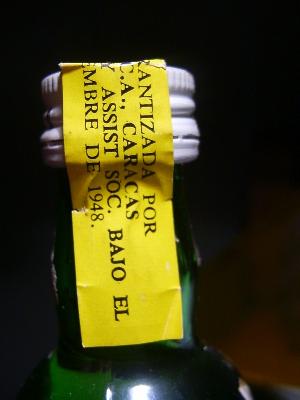 RANTIZADA POR
C.A., CARACAS
Y ASSIST SOC. BAJO EL
EMBRE DE 1948.